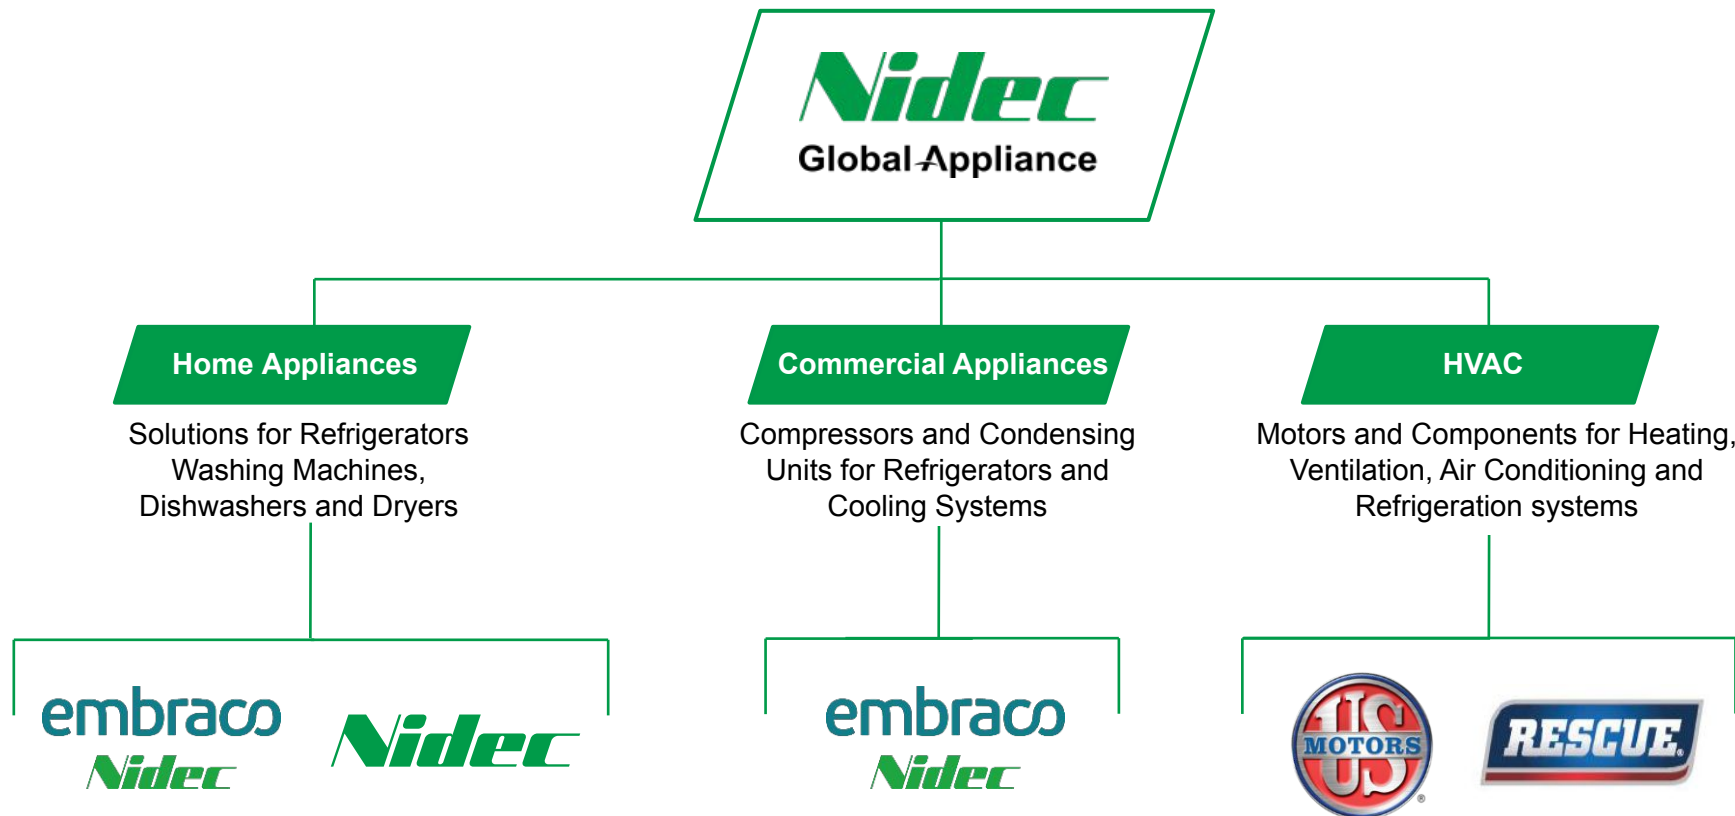 Nidec
Global Appliance
Home Appliances
Solutions for Refrigerators
Washing Machines,
Dishwashers and Dryers
embraco
Nidec
Nidec
Commercial Appliances
Compressors and Condensing
Units for Refrigerators and
Cooling Systems
embraco
Nidec
HVAC
Motors and Components for Heating,
Ventilation, Air Conditioning and
Refrigeration systems
US
MOTORS
®
RESCUE®